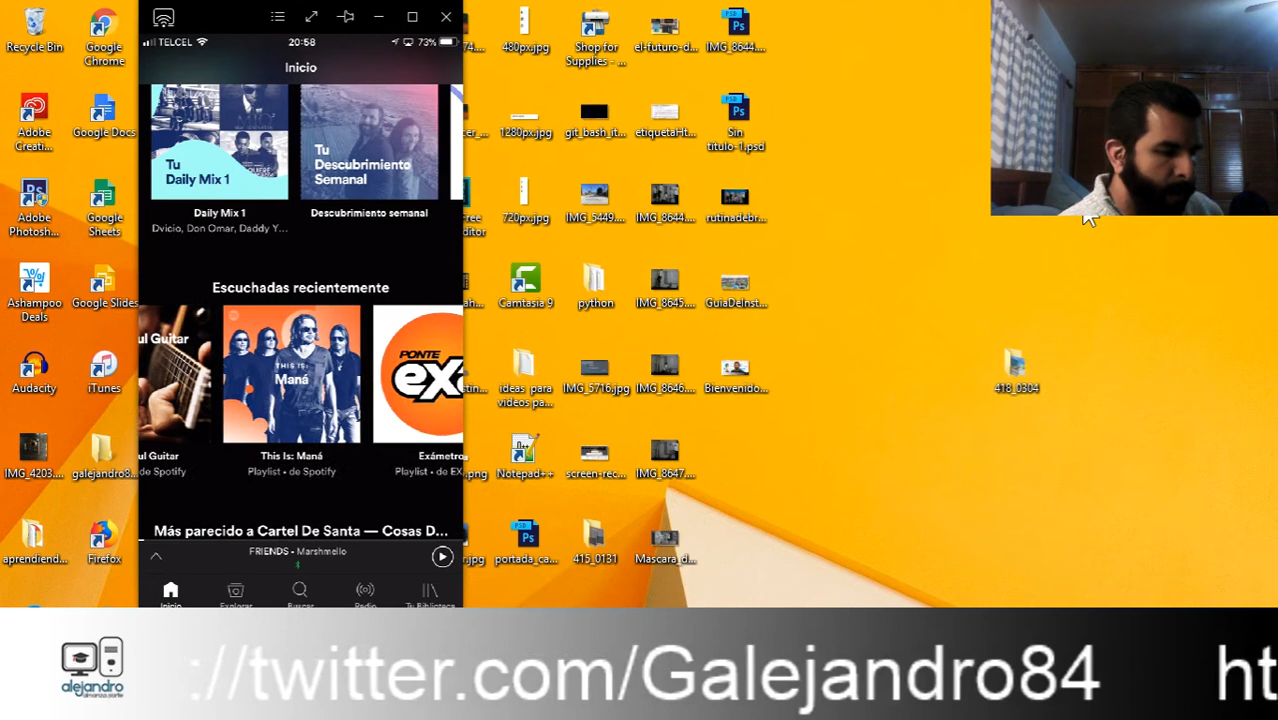 TELCEL
20:58
73%
Inicio
Tu
Daily Mix 1
Tu
Descubrimiento
Semanal
Daily Mix 1
Descubrimiento semanal
Dvicio, Don Omar, Daddy Y...
Escuchadas recientemente
ul Guitar
THIS IS:
Maná
PONTE
exa
ul Guitar
This Is: Maná
Exámetro
de Spotify
Playlist • de Spotify
Playlist • de EX
Más parecido a Cartel De Santa — Cosas D...
FRIENDS • Marshmello
Inicio
Explorar
Buscar
Radio
Tu Biblioteca
Recycle Bin
Google
Chrome
Adobe
Creati...
Google Docs
Adobe
Photosh...
Google
Sheets
Ashampoo
Deals
Google Slides
Audacity
iTunes
IMG_4203....
galejandro8...
aprendiend...
Firefox
480px.jpg
Shop for
Supplies - ...
el-futuro-d...
IMG_8644....
1280px.jpg
git_bash_it...
etiquetaHt...
Sin
titulo-1.psd
720px.jpg
IMG_5449....
IMG_8644....
rutinadebr...
Camtasia 9
python
IMG_8645....
GuiaDeInst...
ideas para
videos pa...
IMG_5716.jpg
IMG_8646....
Bienvenido...
Notepad++
screen-rec...
IMG_8647....
portada_ca...
415_0131
Mascara_d...
418_0304
alejandro
://twitter.com/Galejandro84
ht